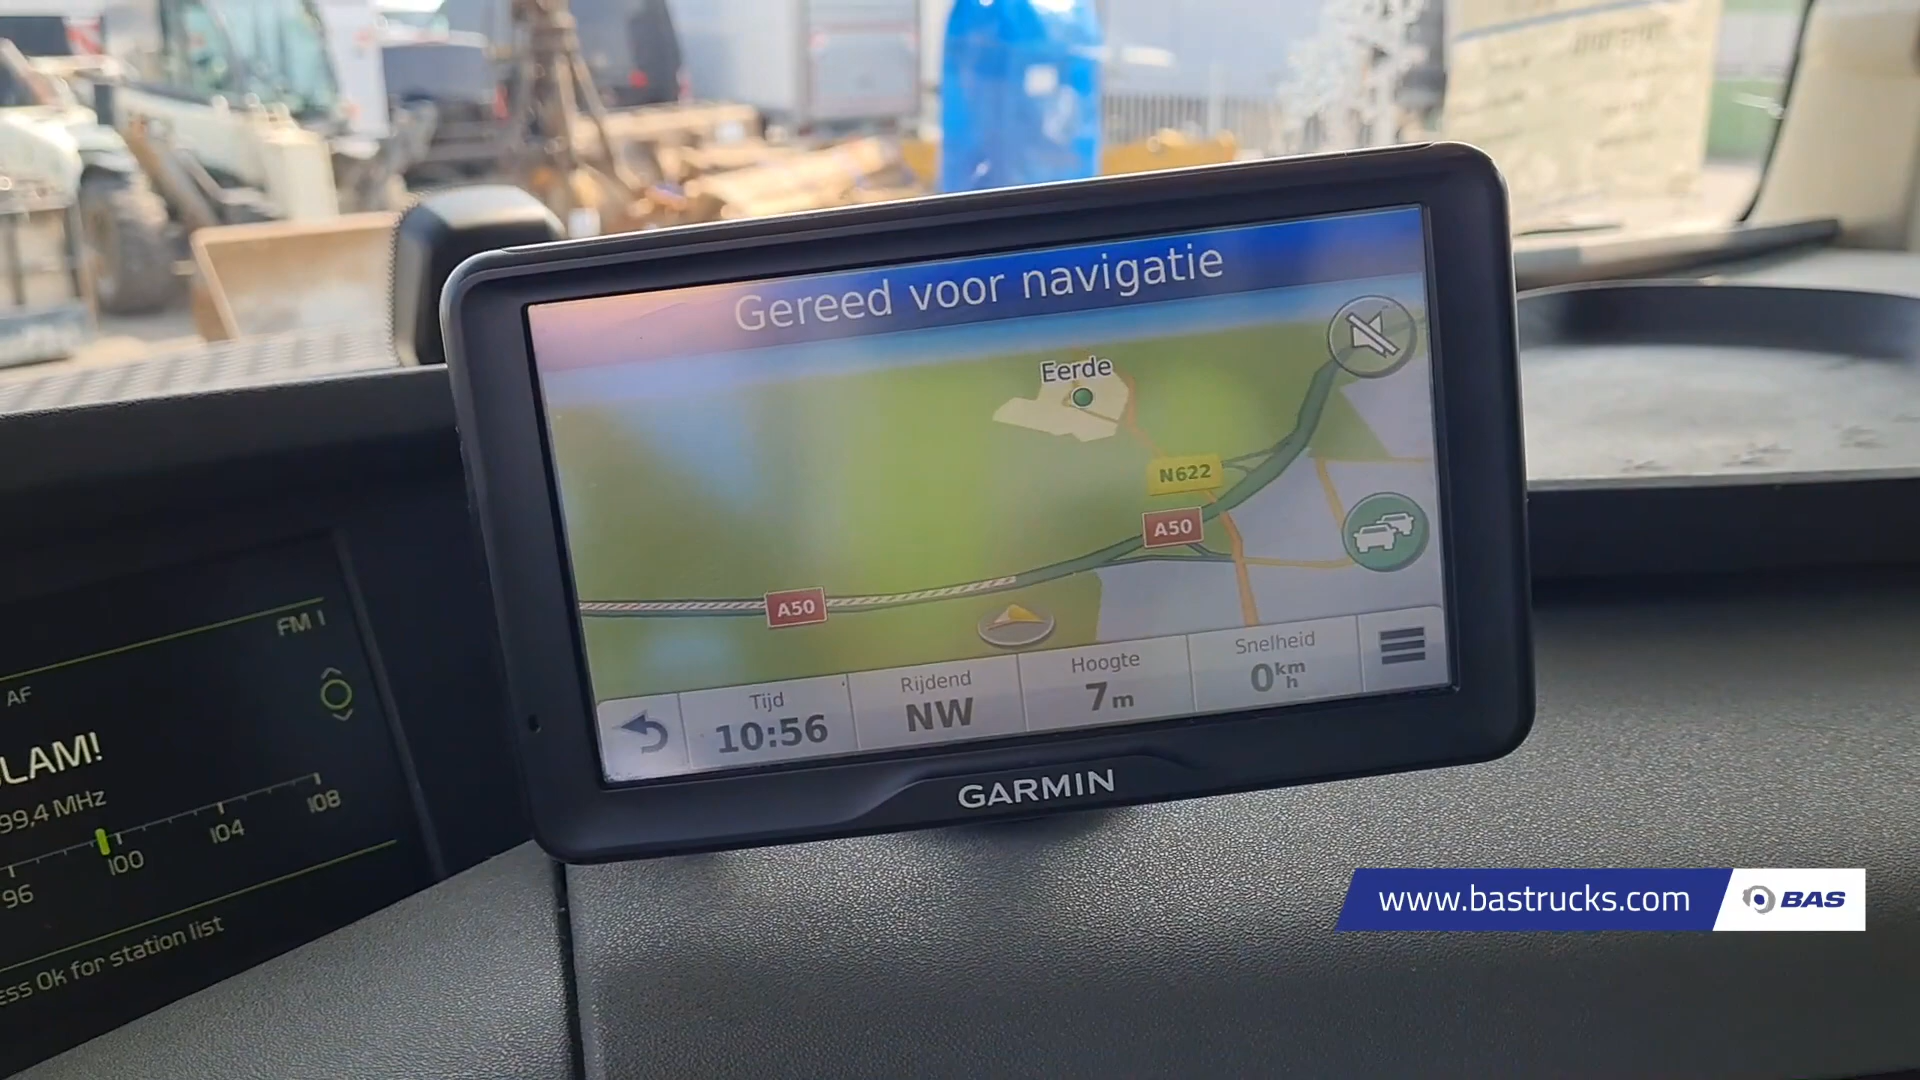 Gereed voor navigatie
Eerde
N622
A50
A50
Tijd
10:56
Rijdend
NW
Hoogte
7m
Snelheid
0km/h
GARMIN
FM 1
AF
LAM!
99,4 MHz
96 100 104 108
ess Ok for station list
www.bastrucks.com
BAS